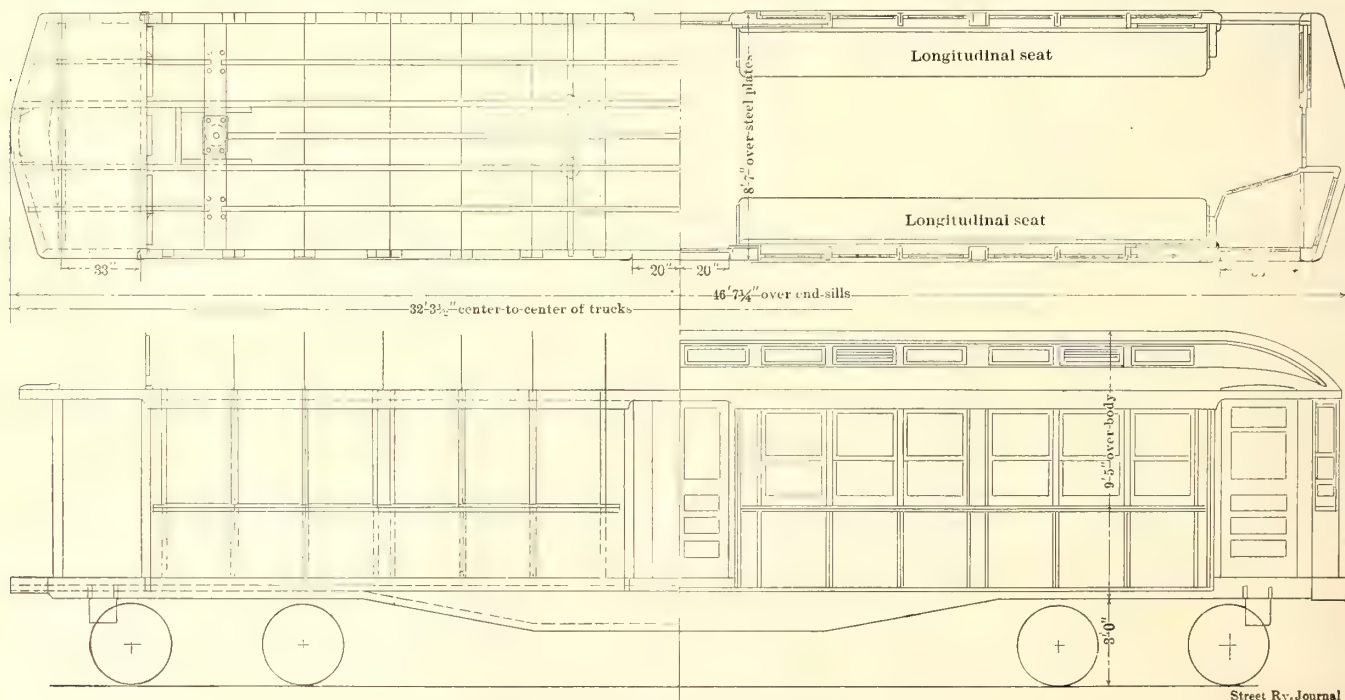 Longitudinal seat
8'-7" over-steel plates
Longitudinal seat
33"
20"
20"
46'7¼" over end-sills
32'-3½" center-to-center of trucks
9'-5" over-body
3'-0"
Street Ry. Journal